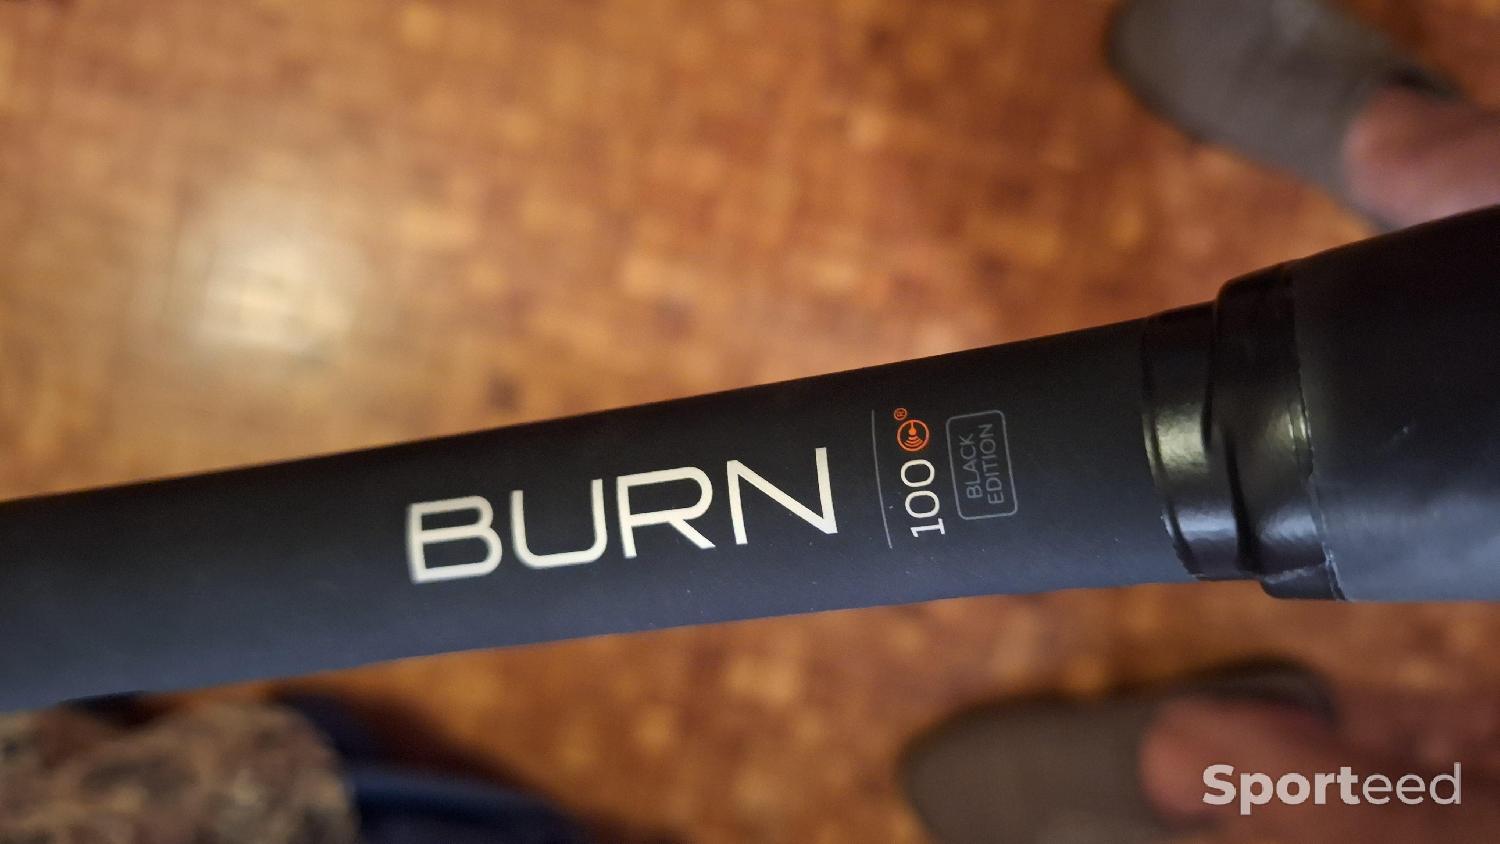 BURN
100®
BLACK
EDITION
Sporteed